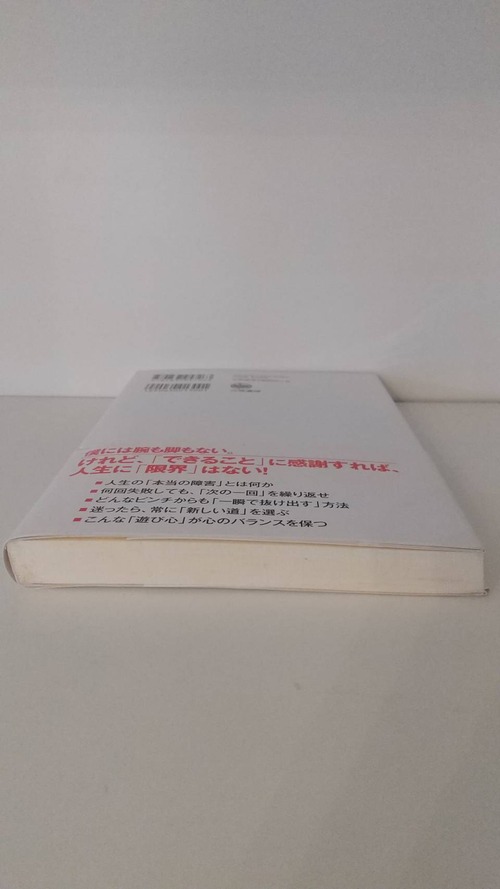 僕には腕も脚もない。
けれど、「できること」に感謝すれば、
人生に「限界」はない!
■人生の「本当の障害」とは何か
■何回失敗しても、「次の一回」を繰り返せ
■どんなピンチからも「一瞬で抜け出す」方法
■迷ったら、常に「新しい道」を選ぶ
■こんな「遊び心」が心のバランスを保つ